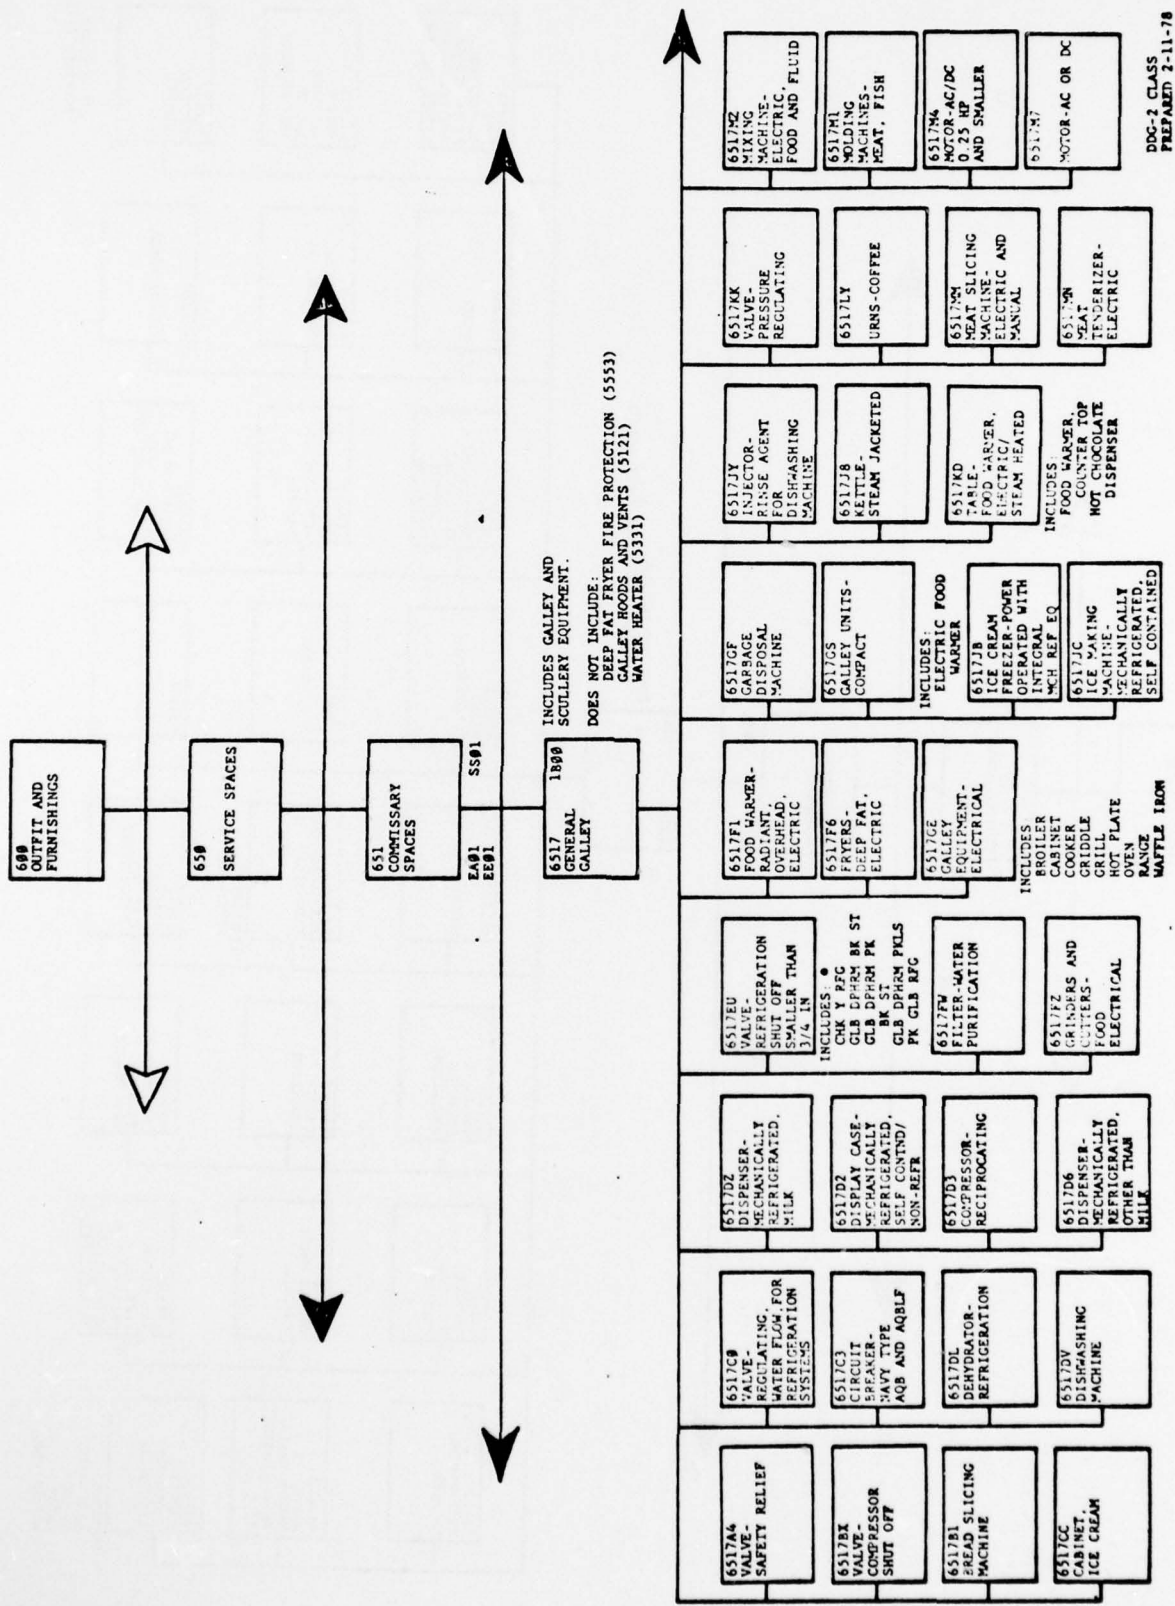 600
OUTFIT AND
FURNISHINGS
650
SERVICE SPACES
651
COMMISSARY
SPACES
EA01 SS01
EE01
6517 1B00
GENERAL
GALLEY
INCLUDES GALLEY AND
SCULLERY EQUIPMENT.
DOES NOT INCLUDE:
DEEP FAT FRYER FIRE PROTECTION (5553)
GALLEY HOODS AND VENTS (5121)
WATER HEATER (5331)
6517A4
VALVE-
SAFETY RELIEF
6517BX
VALVE-
COMPRESSOR
SHUT OFF
6517B1
BREAD SLICING
MACHINE
6517CC
CABINET,
ICE CREAM
6517C0
VALVE-
REGULATING,
WATER FLOW, FOR
REFRIGERATION
SYSTEMS
6517C3
CIRCUIT
BREAKER-
NAVY TYPE
AQB AND AQBLF
6517DL
DEHYDRATOR-
REFRIGERATION
6517DV
DISHWASHING
MACHINE
6517DZ
DISPENSER-
MECHANICALLY
REFRIGERATED,
MILK
6517D2
DISPLAY CASE-
MECHANICALLY
REFRIGERATED,
SELF CONTND/
NON-REFR
6517D3
COMPRESSOR-
RECIPROCATING
6517D6
DISPENSER-
MECHANICALLY
REFRIGERATED,
OTHER THAN
MILK
6517EU
VALVE-
REFRIGERATION
SHUT OFF
SMALLER THAN
3/4 IN
INCLUDES:
CHK Y RFG
GLB DPHRM BK ST
GLB DPHRM PK
BK ST
GLB DPHRM PKLS
PK GLB RFG
6517FW
FILTER-WATER
PURIFICATION
6517FZ
GRINDERS AND
CUTTERS-
FOOD
ELECTRICAL
6517F1
FOOD WARMER-
RADIANT,
OVERHEAD,
ELECTRIC
6517F6
FRYERS-
DEEP FAT,
ELECTRIC
6517GE
GALLEY
EQUIPMENT-
ELECTRICAL
INCLUDES:
BROILER
CABINET
COOKER
GRIDDLE
GRILL
HOT PLATE
OVEN
RANGE
WAFFLE IRON
6517GF
GARBAGE
DISPOSAL
MACHINE
6517GS
GALLEY UNITS-
COMPACT
INCLUDES:
ELECTRIC FOOD
WARMER
6517JB
ICE CREAM
FREEZER-POWER
OPERATED WITH
INTEGRAL
MCH REF EQ
6517JC
ICE MAKING
MACHINE-
MECHANICALLY
REFRIGERATED,
SELF CONTAINED
6517JY
INJECTOR-
RINSE AGENT
FOR
DISHWASHING
MACHINE
6517J8
KETTLE-
STEAM JACKETED
6517KD
TABLE-
FOOD WARMER,
ELECTRIC/
STEAM HEATED
INCLUDES:
FOOD WARMER,
COUNTER TOP
HOT CHOCOLATE
DISPENSER
6517KK
VALVE-
PRESSURE
REGULATING
6517LY
URNS-COFFEE
6517MM
MEAT SLICING
MACHINE-
ELECTRIC AND
MANUAL
6517MN
MEAT
TENDERIZER-
ELECTRIC
6517MZ
MIXING
MACHINE-
ELECTRIC,
FOOD AND FLUID
6517M1
MOLDING
MACHINES-
MEAT, FISH
6517M4
MOTOR-AC/DC
0.25 HP
AND SMALLER
6517M7
MOTOR-AC OR DC
DDG-2 CLASS
PREPARED 2-11-78